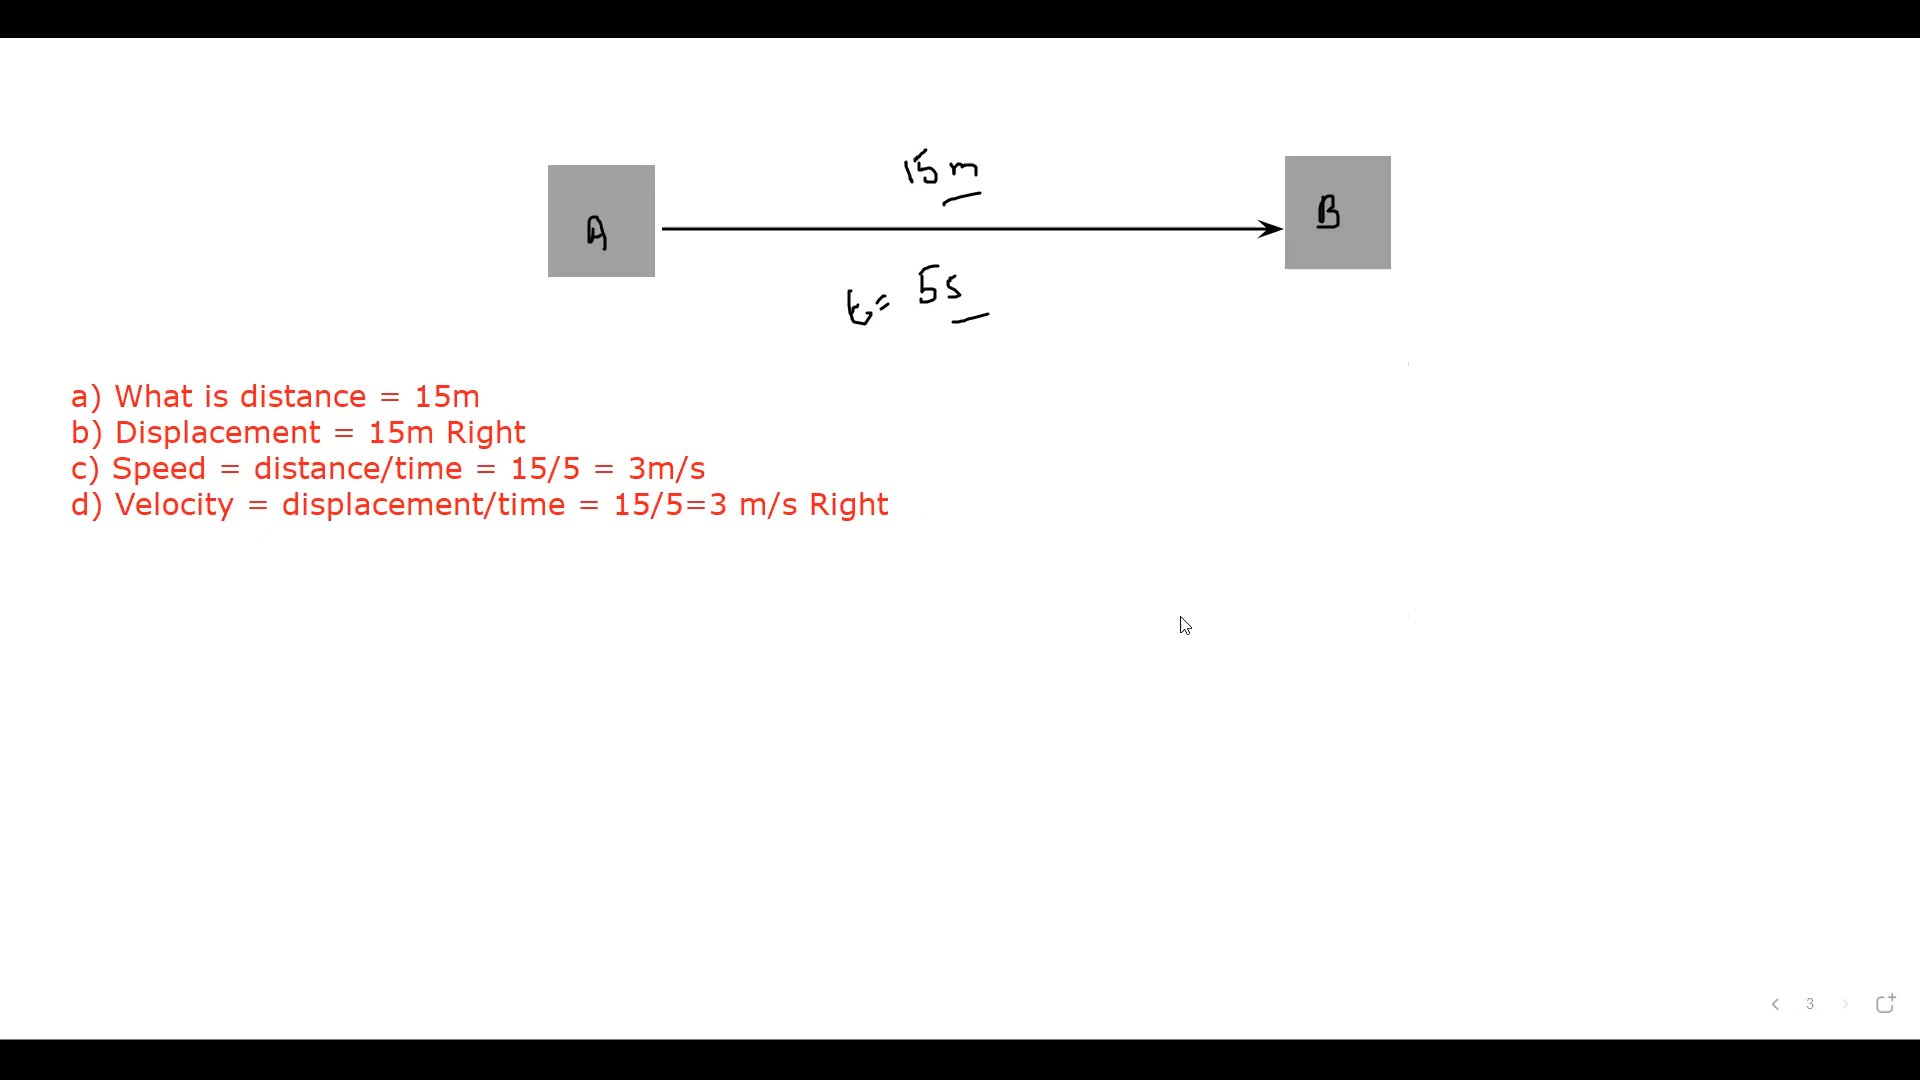 15 m
A
B
t= 5s
a) What is distance = 15m
b) Displacement = 15m Right
c) Speed = distance/time = 15/5 = 3m/s
d) Velocity = displacement/time = 15/5=3 m/s Right
3